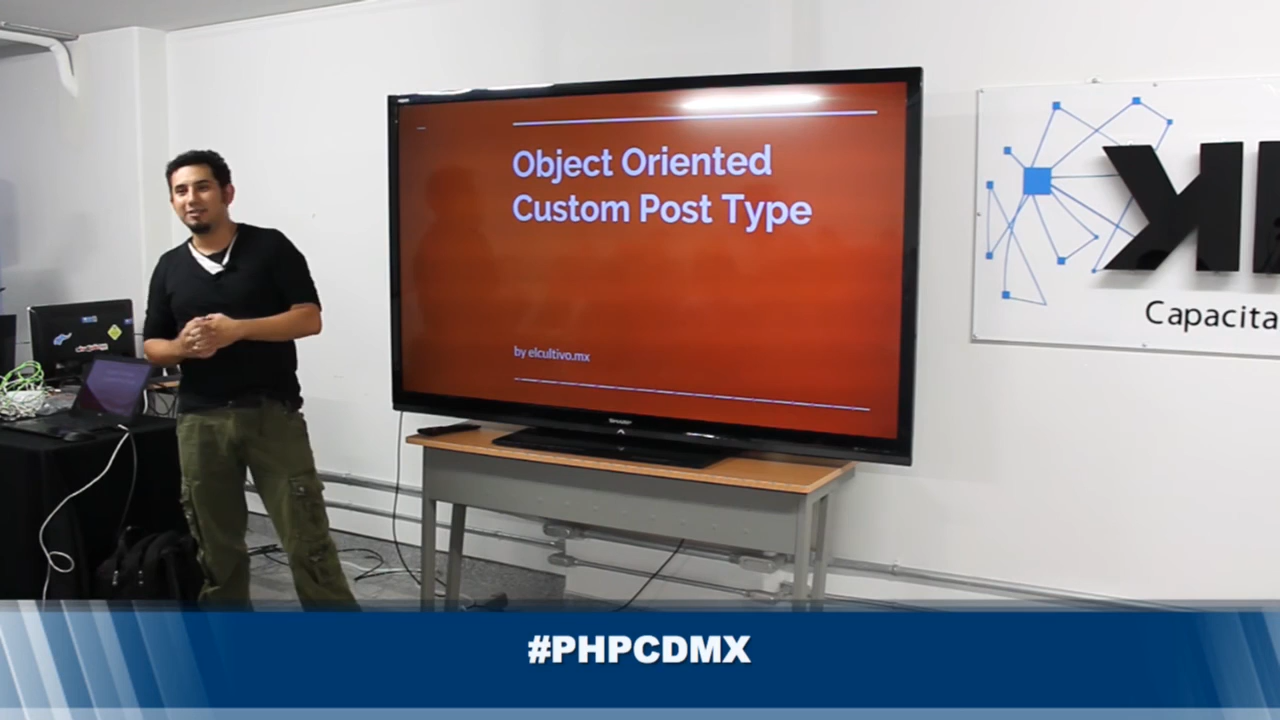 Object Oriented
Custom Post Type
by elcultivo.mx
SHARP
Capacita
#PHPCDMX